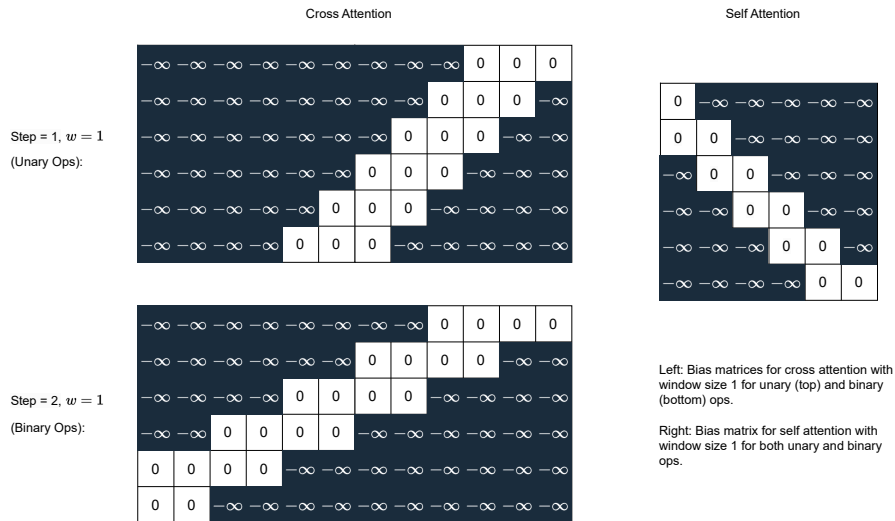 Cross Attention
Self Attention
Step = 1, w = 1
(Unary Ops):
−∞ −∞ −∞ −∞ −∞ −∞ −∞ −∞ −∞ 0 0 0
−∞ −∞ −∞ −∞ −∞ −∞ −∞ −∞ 0 0 0 −∞
−∞ −∞ −∞ −∞ −∞ −∞ −∞ 0 0 0 −∞ −∞
−∞ −∞ −∞ −∞ −∞ −∞ 0 0 0 −∞ −∞ −∞
−∞ −∞ −∞ −∞ −∞ 0 0 0 −∞ −∞ −∞ −∞
−∞ −∞ −∞ −∞ 0 0 0 −∞ −∞ −∞ −∞ −∞
0 −∞ −∞ −∞ −∞ −∞
0 0 −∞ −∞ −∞ −∞
−∞ 0 0 −∞ −∞ −∞
−∞ −∞ 0 0 −∞ −∞
−∞ −∞ −∞ 0 0 −∞
−∞ −∞ −∞ −∞ 0 0
Step = 2, w = 1
(Binary Ops):
−∞ −∞ −∞ −∞ −∞ −∞ −∞ −∞ 0 0 0 0
−∞ −∞ −∞ −∞ −∞ −∞ 0 0 0 0 −∞ −∞
−∞ −∞ −∞ −∞ 0 0 0 0 −∞ −∞ −∞ −∞
−∞ −∞ 0 0 0 0 −∞ −∞ −∞ −∞ −∞ −∞
0 0 0 0 −∞ −∞ −∞ −∞ −∞ −∞ −∞ −∞
0 0 −∞ −∞ −∞ −∞ −∞ −∞ −∞ −∞ −∞ −∞
Left: Bias matrices for cross attention with
window size 1 for unary (top) and binary
(bottom) ops.
Right: Bias matrix for self attention with
window size 1 for both unary and binary
ops.